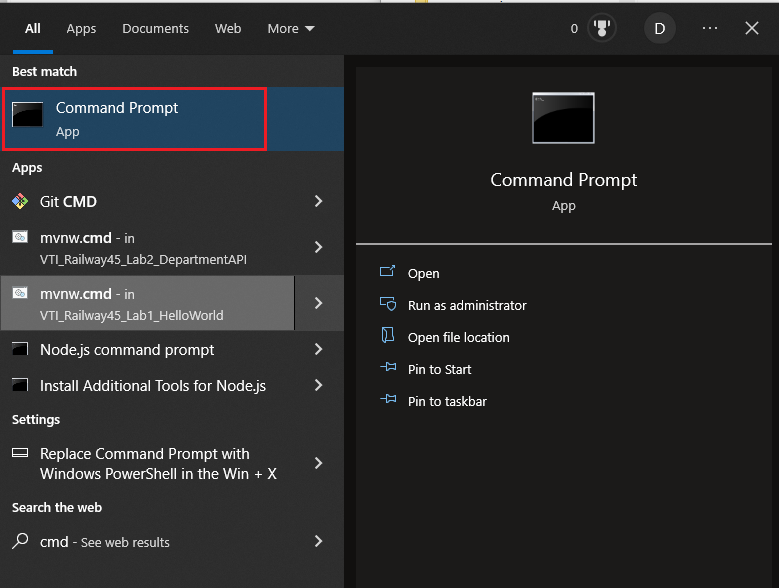 All Apps Documents Web More 0 D ...
Best match
Command Prompt
App
Apps
Git CMD
mvnw.cmd - in
VTI_Railway45_Lab2_DepartmentAPI
mvnw.cmd - in
VTI_Railway45_Lab1_HelloWorld
Node.js command prompt
Install Additional Tools for Node.js
Settings
Replace Command Prompt with
Windows PowerShell in the Win + X
Search the web
cmd - See web results
Command Prompt
App
Open
Run as administrator
Open file location
Pin to Start
Pin to taskbar